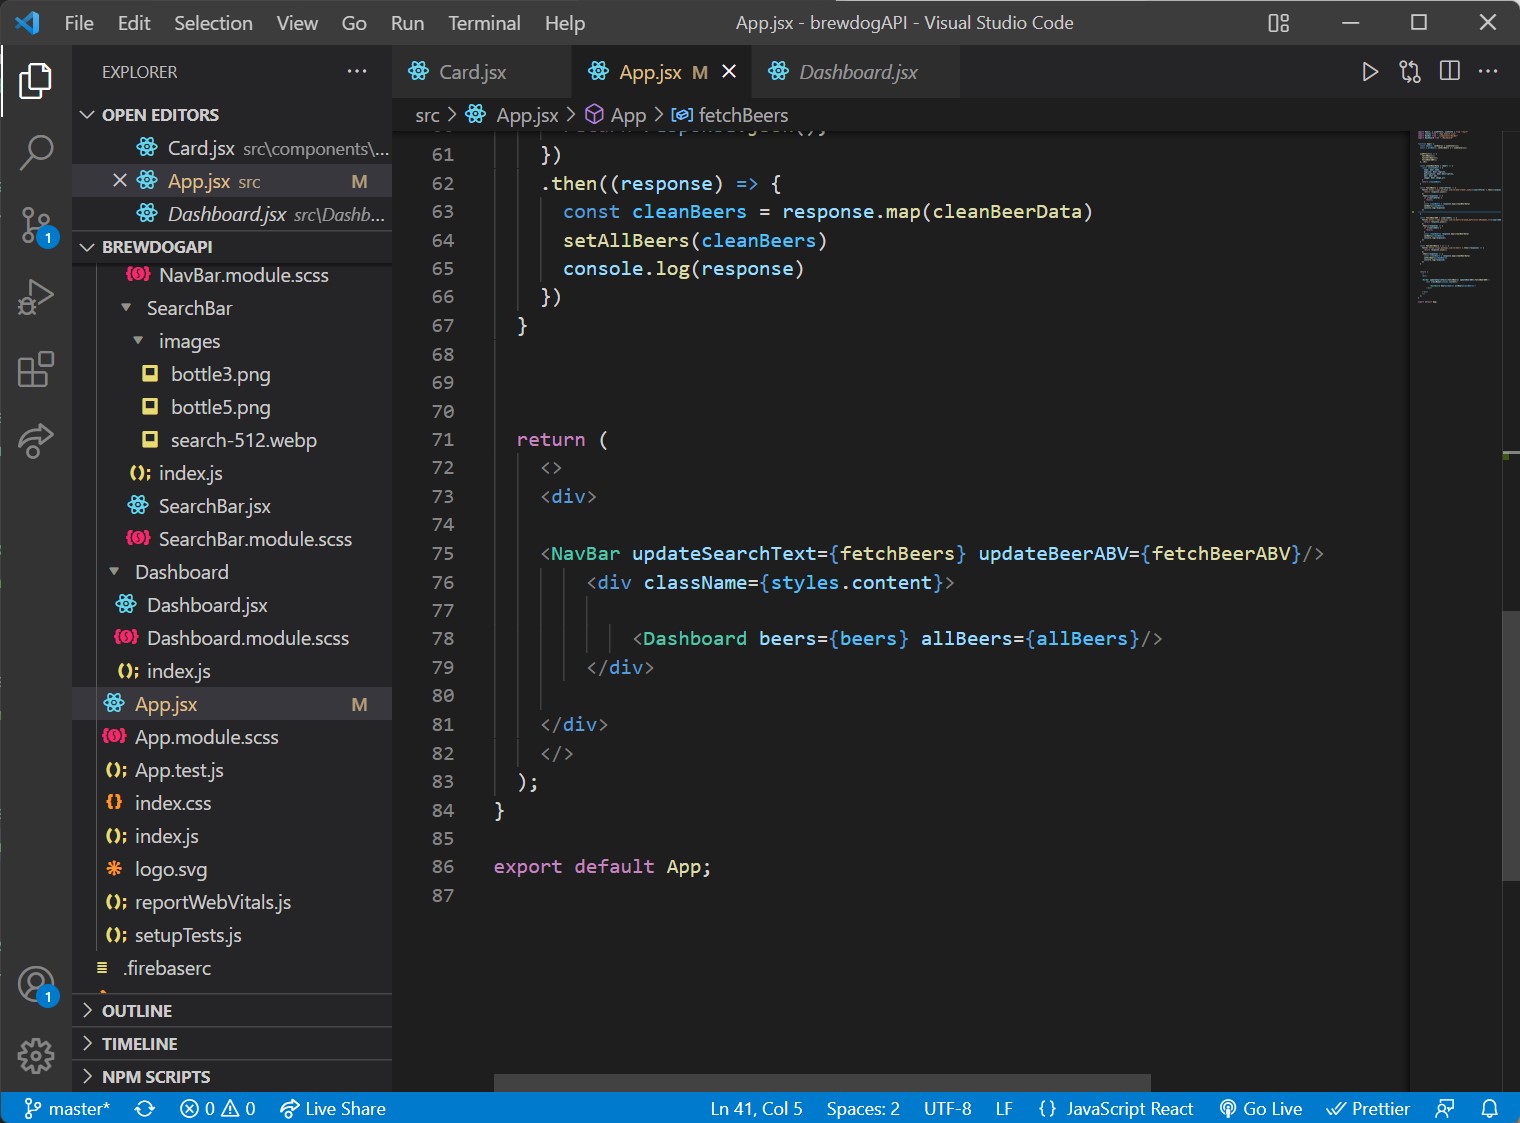 File Edit Selection View Go Run Terminal Help App.jsx - brewdogAPI - Visual Studio Code
EXPLORER
Card.jsx App.jsx M Dashboard.jsx
OPEN EDITORS
src > App.jsx > App > fetchBeers
Card.jsx src\components\...
App.jsx src M
Dashboard.jsx src\Dashb...
BREWDOGAPI
NavBar.module.scss
SearchBar
images
bottle3.png
bottle5.png
search-512.webp
index.js
SearchBar.jsx
SearchBar.module.scss
Dashboard
Dashboard.jsx
Dashboard.module.scss
index.js
App.jsx M
App.module.scss
App.test.js
index.css
index.js
logo.svg
reportWebVitals.js
setupTests.js
.firebaserc
OUTLINE
TIMELINE
NPM SCRIPTS
61 })
62 .then((response) => {
63 const cleanBeers = response.map(cleanBeerData)
64 setAllBeers(cleanBeers)
65 console.log(response)
66 })
67 }
68
69
70
71 return (
72 <>
73 <div>
74
75 <NavBar updateSearchText={fetchBeers} updateBeerABV={fetchBeerABV}/>
76 <div className={styles.content}>
77
78 <Dashboard beers={beers} allBeers={allBeers}/>
79 </div>
80
81 </div>
82 </>
83 );
84 }
85
86 export default App;
87
1
1
master* 0 0 Live Share Ln 41, Col 5 Spaces: 2 UTF-8 LF {} JavaScript React Go Live Prettier